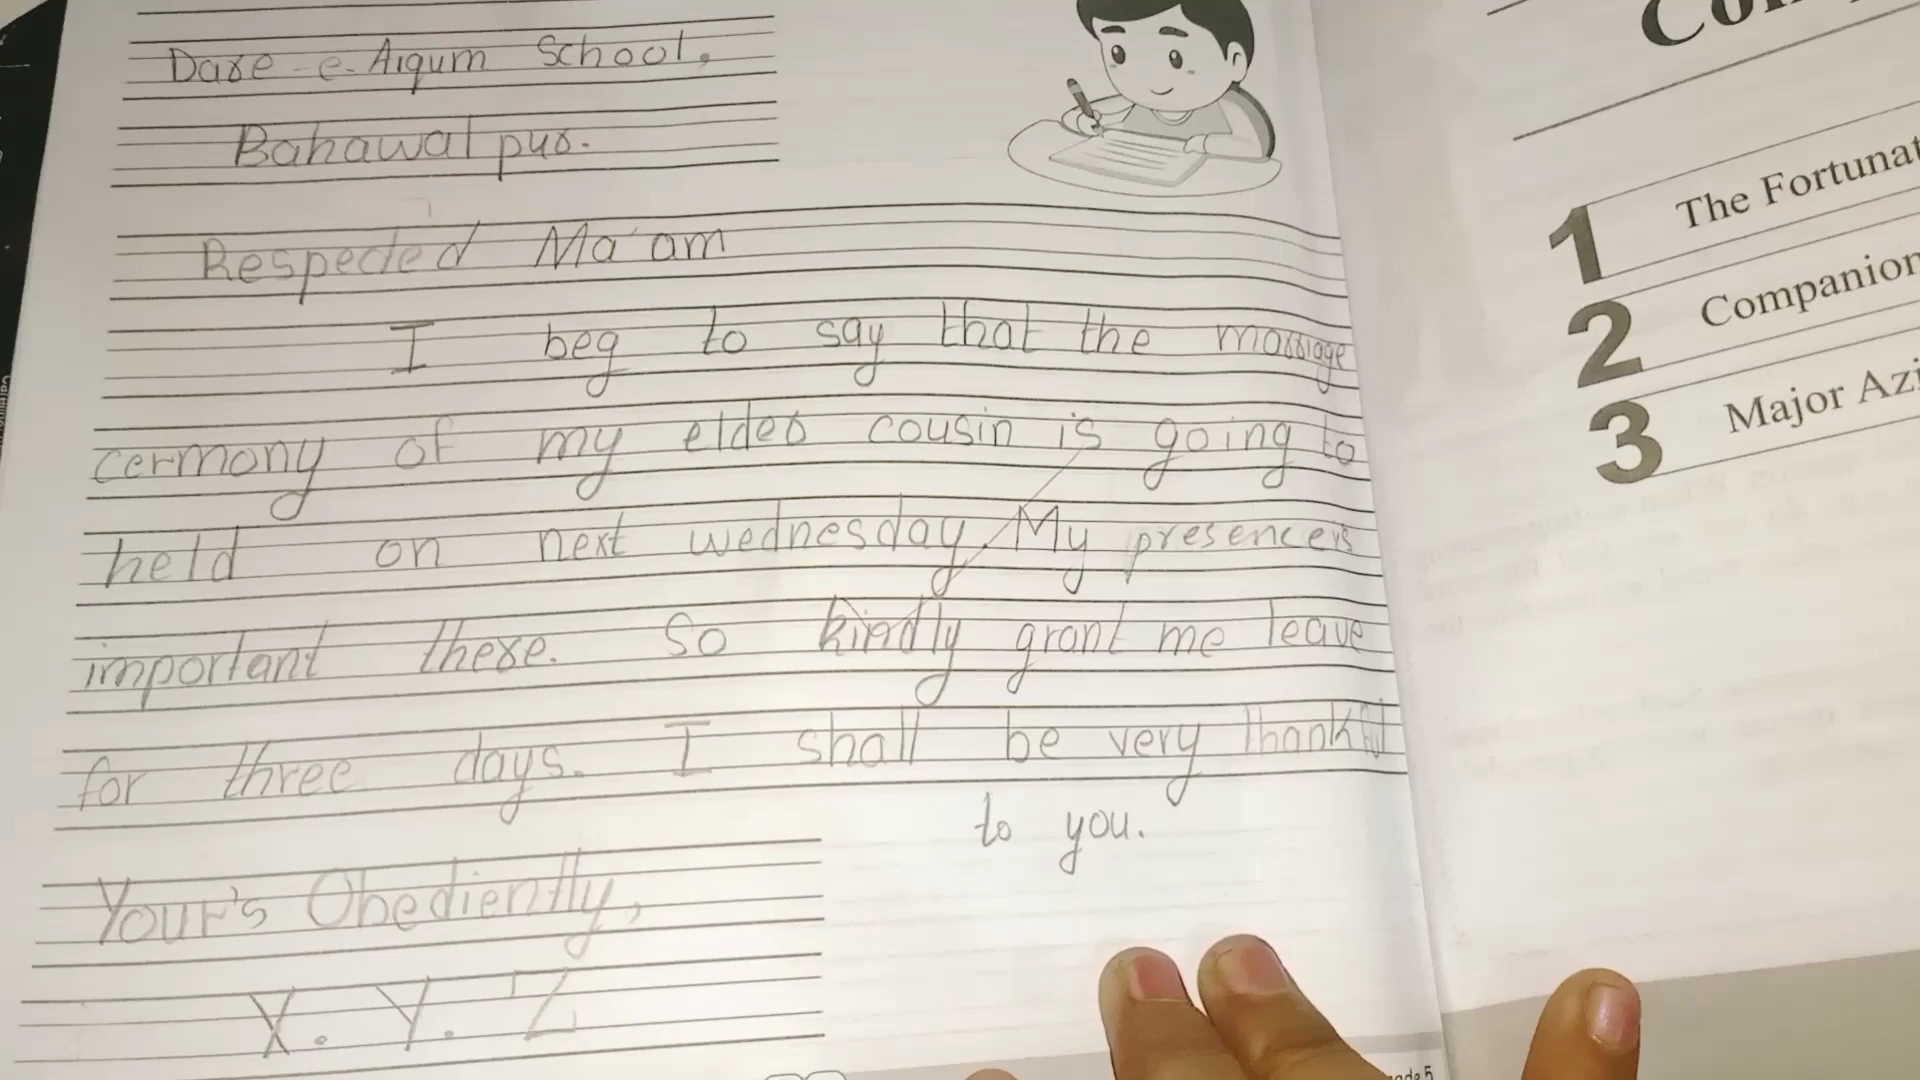 Dare-e-Arqum School,
Bahawalpur.
Respected Ma'am
I beg to say that the marriage
cermony of my elder cousin is going to
held on next wednesday. My presence is
important there. So kindly grant me leave
for three days. I shall be very thankful
to you.
Your's Obediently,
X. Y. Z
1 The Fortunat
2 Companion
3 Major Azi